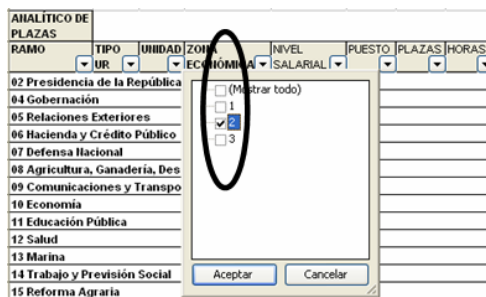 ANALÍTICO DE
PLAZAS
RAMO TIPO UR UNIDAD ZONA ECONÓMICA NIVEL SALARIAL PUESTO PLAZAS HORAS
02 Presidencia de la República
04 Gobernación
05 Relaciones Exteriores
06 Hacienda y Crédito Público
07 Defensa Nacional
08 Agricultura, Ganadería, Des
09 Comunicaciones y Transpo
10 Economía
11 Educación Pública
12 Salud
13 Marina
14 Trabajo y Previsión Social
15 Reforma Agraria
(Mostrar todo)
1
2
3
Aceptar Cancelar